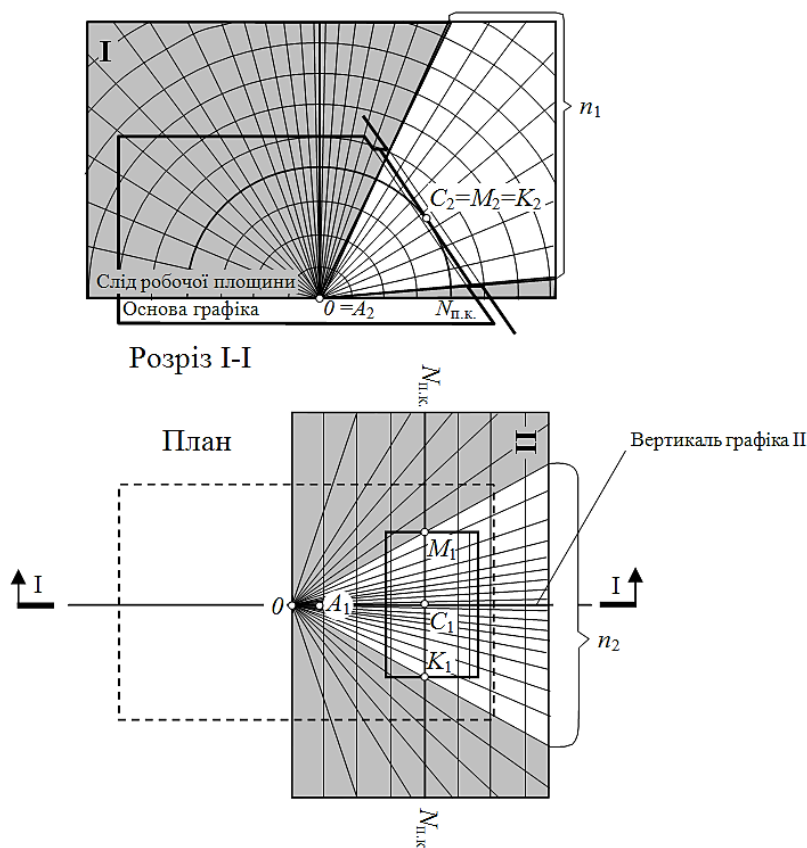 I
n₁
C₂=M₂=K₂
Слід робочої площини
Основа графіка
0 =A₂
Nп.к.
Розріз I-I
Nп.к.
План
II
Вертикаль графіка II
M₁
I
I
0
A₁
C₁
n₂
K₁
Nп.к